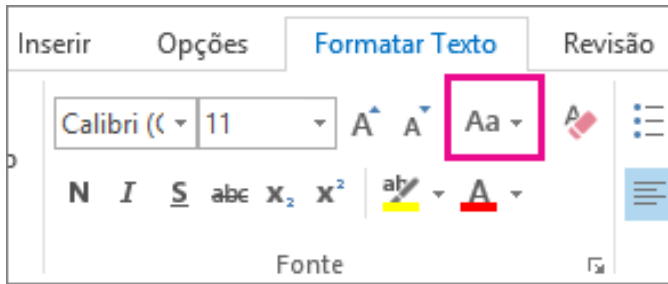 Inserir Opções Formatar Texto Revisão
Calibri (( 11 A A Aa A
o
N I S abc X₂ X² ab A
Fonte